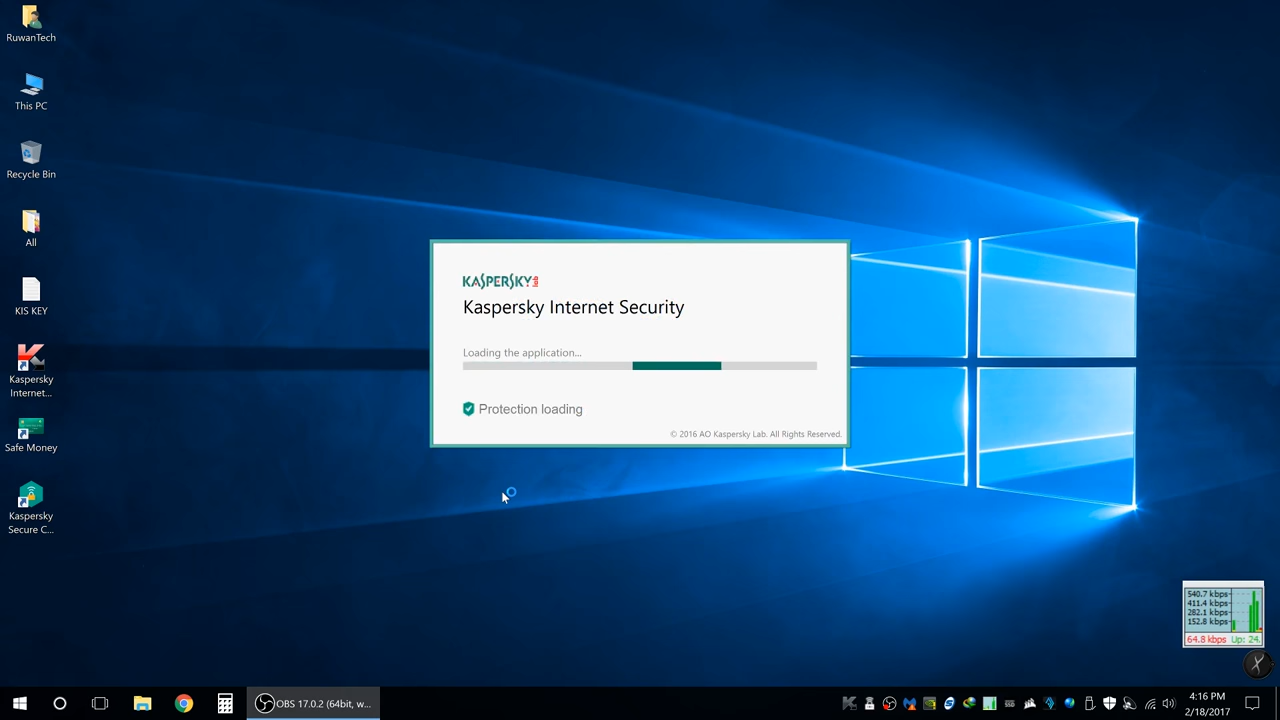 RuwanTech
This PC
Recycle Bin
All
KIS KEY
Kaspersky
Internet...
Safe Money
Kaspersky
Secure C...
KASPERSKY
Kaspersky Internet Security
Loading the application...
Protection loading
© 2016 AO Kaspersky Lab. All Rights Reserved.
540.7 kbps
411.4 kbps
282.1 kbps
152.8 kbps
64.8 kbps Up: 24.
OBS 17.0.2 (64bit, w...
4:16 PM
2/18/2017